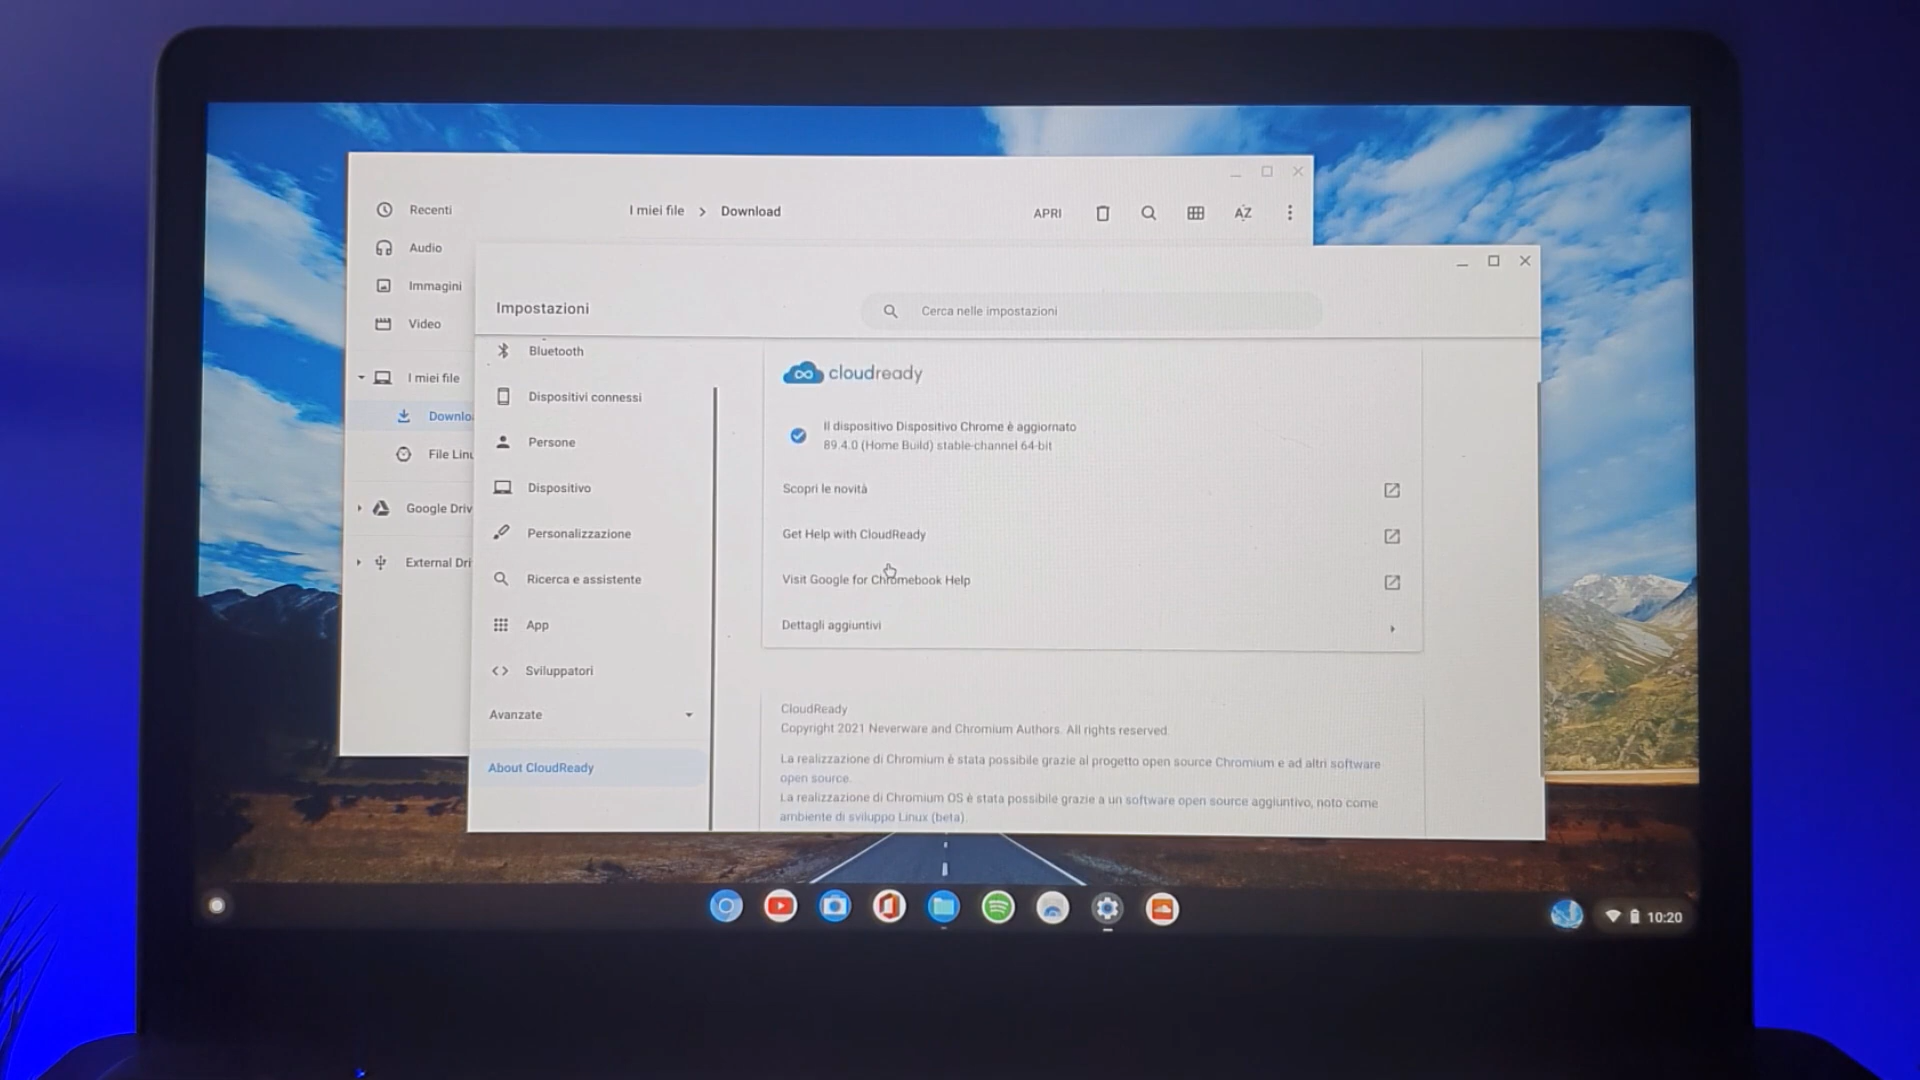 Recenti
I miei file > Download
APRI
AZ
Audio
Immagini
Video
I miei file
Downlo
File Linu
Google Driv
External Dri
Impostazioni
Cerca nelle impostazioni
Bluetooth
Dispositivi connessi
Persone
Dispositivo
Personalizzazione
Ricerca e assistente
App
Sviluppatori
Avanzate
About CloudReady
cloudready
Il dispositivo Dispositivo Chrome è aggiornato
89.4.0 (Home Build) stable-channel 64-bit
Scopri le novità
Get Help with CloudReady
Visit Google for Chromebook Help
Dettagli aggiuntivi
CloudReady
Copyright 2021 Neverware and Chromium Authors. All rights reserved.
La realizzazione di Chromium è stata possibile grazie al progetto open source Chromium e ad altri software
open source.
La realizzazione di Chromium OS è stata possibile grazie a un software open source aggiuntivo, noto come
ambiente di sviluppo Linux (beta).
10:20